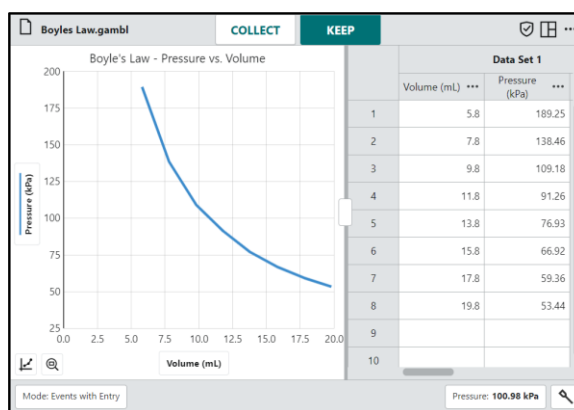 Boyles Law.gambl
COLLECT
KEEP
Boyle's Law - Pressure vs. Volume
200
175
150
125
100
75
50
25
0.0 2.5 5.0 7.5 10.0 12.5 15.0 17.5 20.0
Pressure (kPa)
Volume (mL)
Data Set 1
Volume (mL) ••• Pressure (kPa) •••
1 5.8 189.25
2 7.8 138.46
3 9.8 109.18
4 11.8 91.26
5 13.8 76.93
6 15.8 66.92
7 17.8 59.36
8 19.8 53.44
9
10
Mode: Events with Entry
Pressure: 100.98 kPa